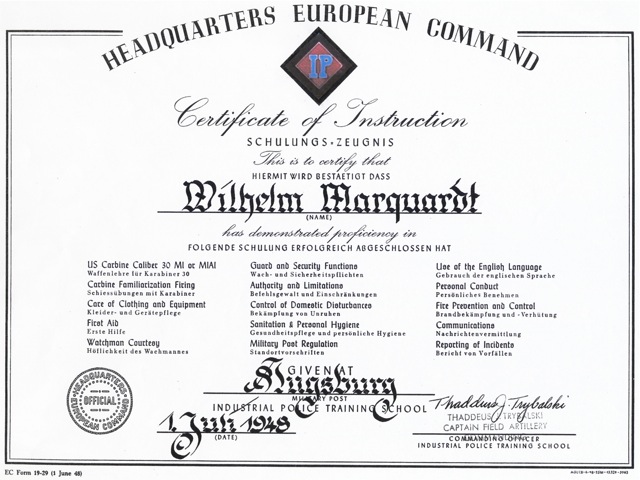 HEADQUARTERS EUROPEAN COMMAND
IP
Certificate of Instruction
SCHULUNGS-ZEUGNIS
This is to certify that
HIERMIT WIRD BESTAETIGT DASS
Wilhelm Marquardt
(NAME)
has demonstrated proficiency in
FOLGENDE SCHULUNG ERFOLGREICH ABGESCHLOSSEN HAT
US Carbine Caliber 30 M1 or M1A1
Waffenlehre für Karabiner 30
Carbine Familiarization Firing
Schiessübungen mit Karabiner
Care of Clothing and Equipment
Kleider- und Gerätepflege
First Aid
Erste Hilfe
Watchman Courtesy
Höflichkeit des Wachmannes
Guard and Security Functions
Wach- und Sicherheitspflichten
Authority and Limitations
Befehlsgewalt und Einschränkungen
Control of Domestic Disturbances
Bekämpfung von Unruhen
Sanitation & Personal Hygiene
Gesundheitspflege und persönliche Hygiene
Military Post Regulation
Standortvorschriften
Use of the English Language
Gebrauch der englischen Sprache
Personal Conduct
Persönliches Benehmen
Fire Prevention and Control
Brandbekämpfung und -Verhütung
Communications
Nachrichtenvermittlung
Reporting of Incidents
Bericht von Vorfällen
GIVEN AT
Augsburg
MILITARY POST
INDUSTRIAL POLICE TRAINING SCHOOL
1. Juli 1948
(DATE)
HEADQUARTERS
OFFICIAL
EUROPEAN COMMAND
Thaddeus J. Trybalski
THADDEUS J TRYBALSKI
CAPTAIN FIELD ARTILLERY
COMMANDING OFFICER
INDUSTRIAL POLICE TRAINING SCHOOL
EC Form 19-29 (1 June 48)